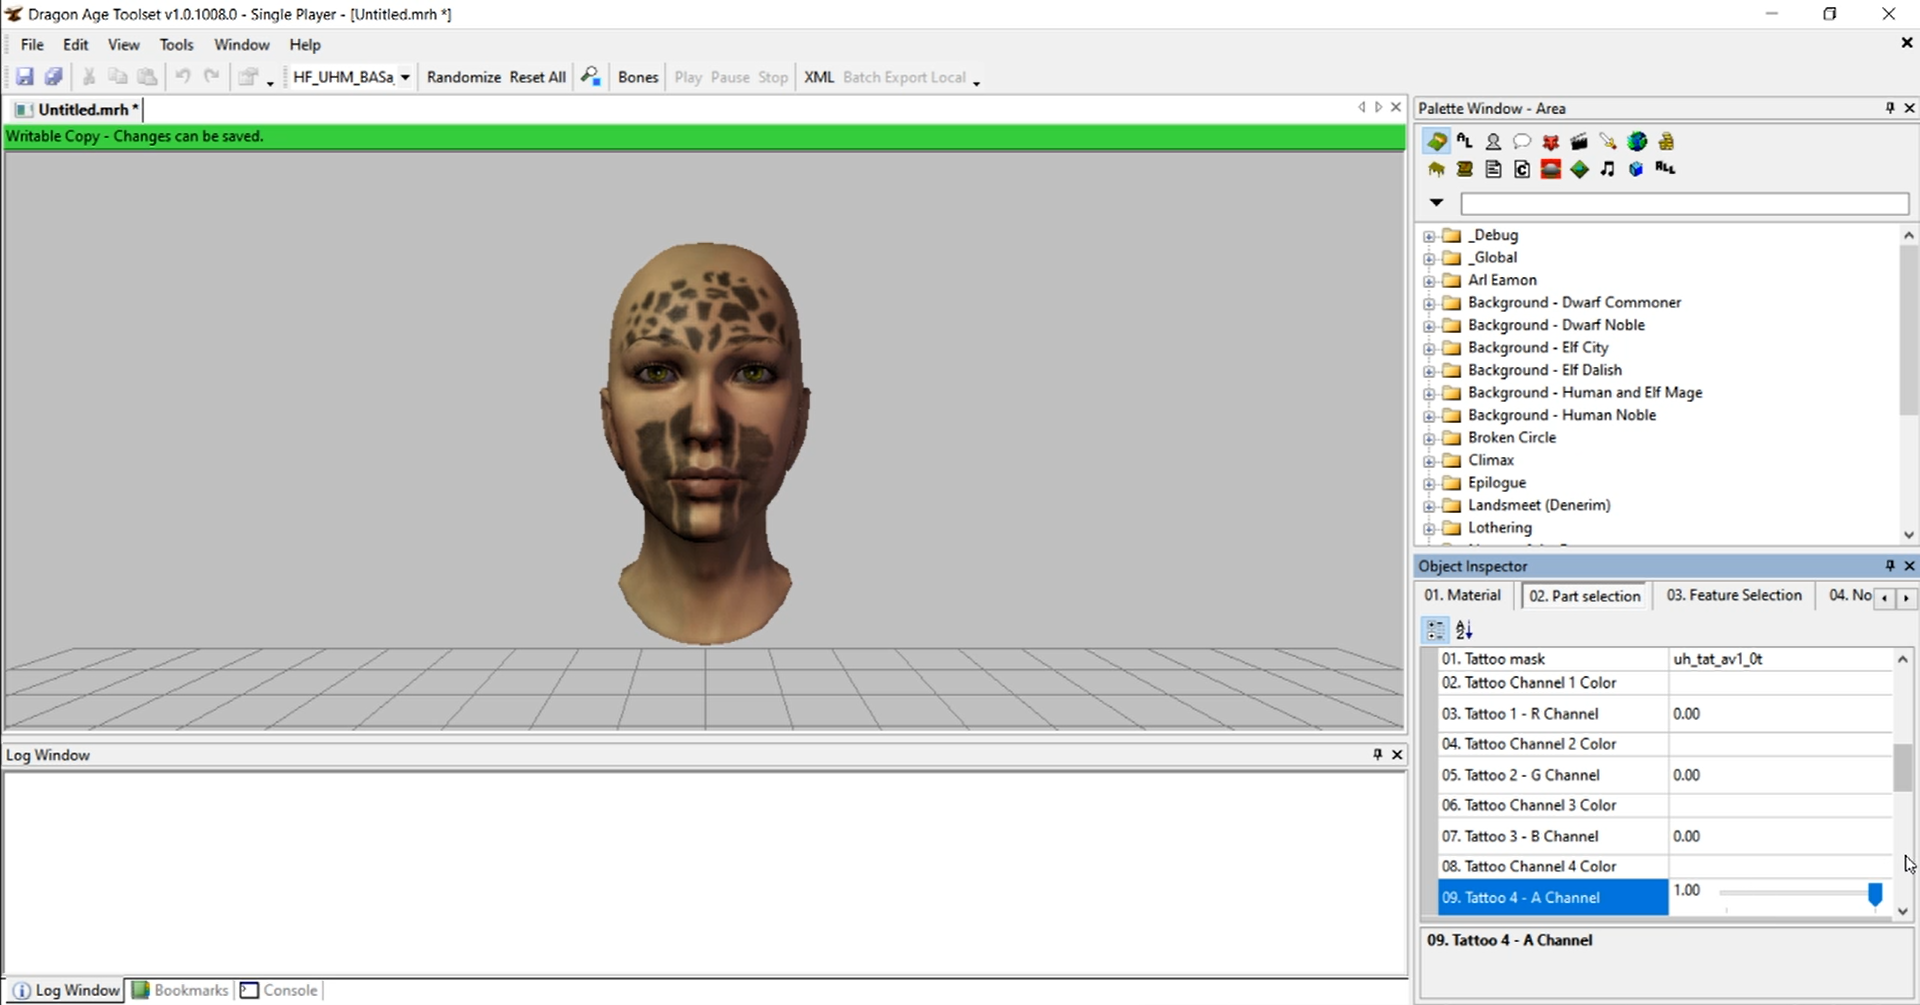 Dragon Age Toolset v1.0.1008.0 - Single Player - [Untitled.mrh *]
File Edit View Tools Window Help
HF_UHM_BASa Randomize Reset All Bones Play Pause Stop XML Batch Export Local
Untitled.mrh *
Writable Copy - Changes can be saved.
Palette Window - Area
_Debug
_Global
Arl Eamon
Background - Dwarf Commoner
Background - Dwarf Noble
Background - Elf City
Background - Elf Dalish
Background - Human and Elf Mage
Background - Human Noble
Broken Circle
Climax
Epilogue
Landsmeet (Denerim)
Lothering
Object Inspector
01. Material 02. Part selection 03. Feature Selection 04. No
01. Tattoo mask uh_tat_av1_0t
02. Tattoo Channel 1 Color
03. Tattoo 1 - R Channel 0.00
04. Tattoo Channel 2 Color
05. Tattoo 2 - G Channel 0.00
06. Tattoo Channel 3 Color
07. Tattoo 3 - B Channel 0.00
08. Tattoo Channel 4 Color
09. Tattoo 4 - A Channel 1.00
09. Tattoo 4 - A Channel
Log Window
Log Window Bookmarks Console